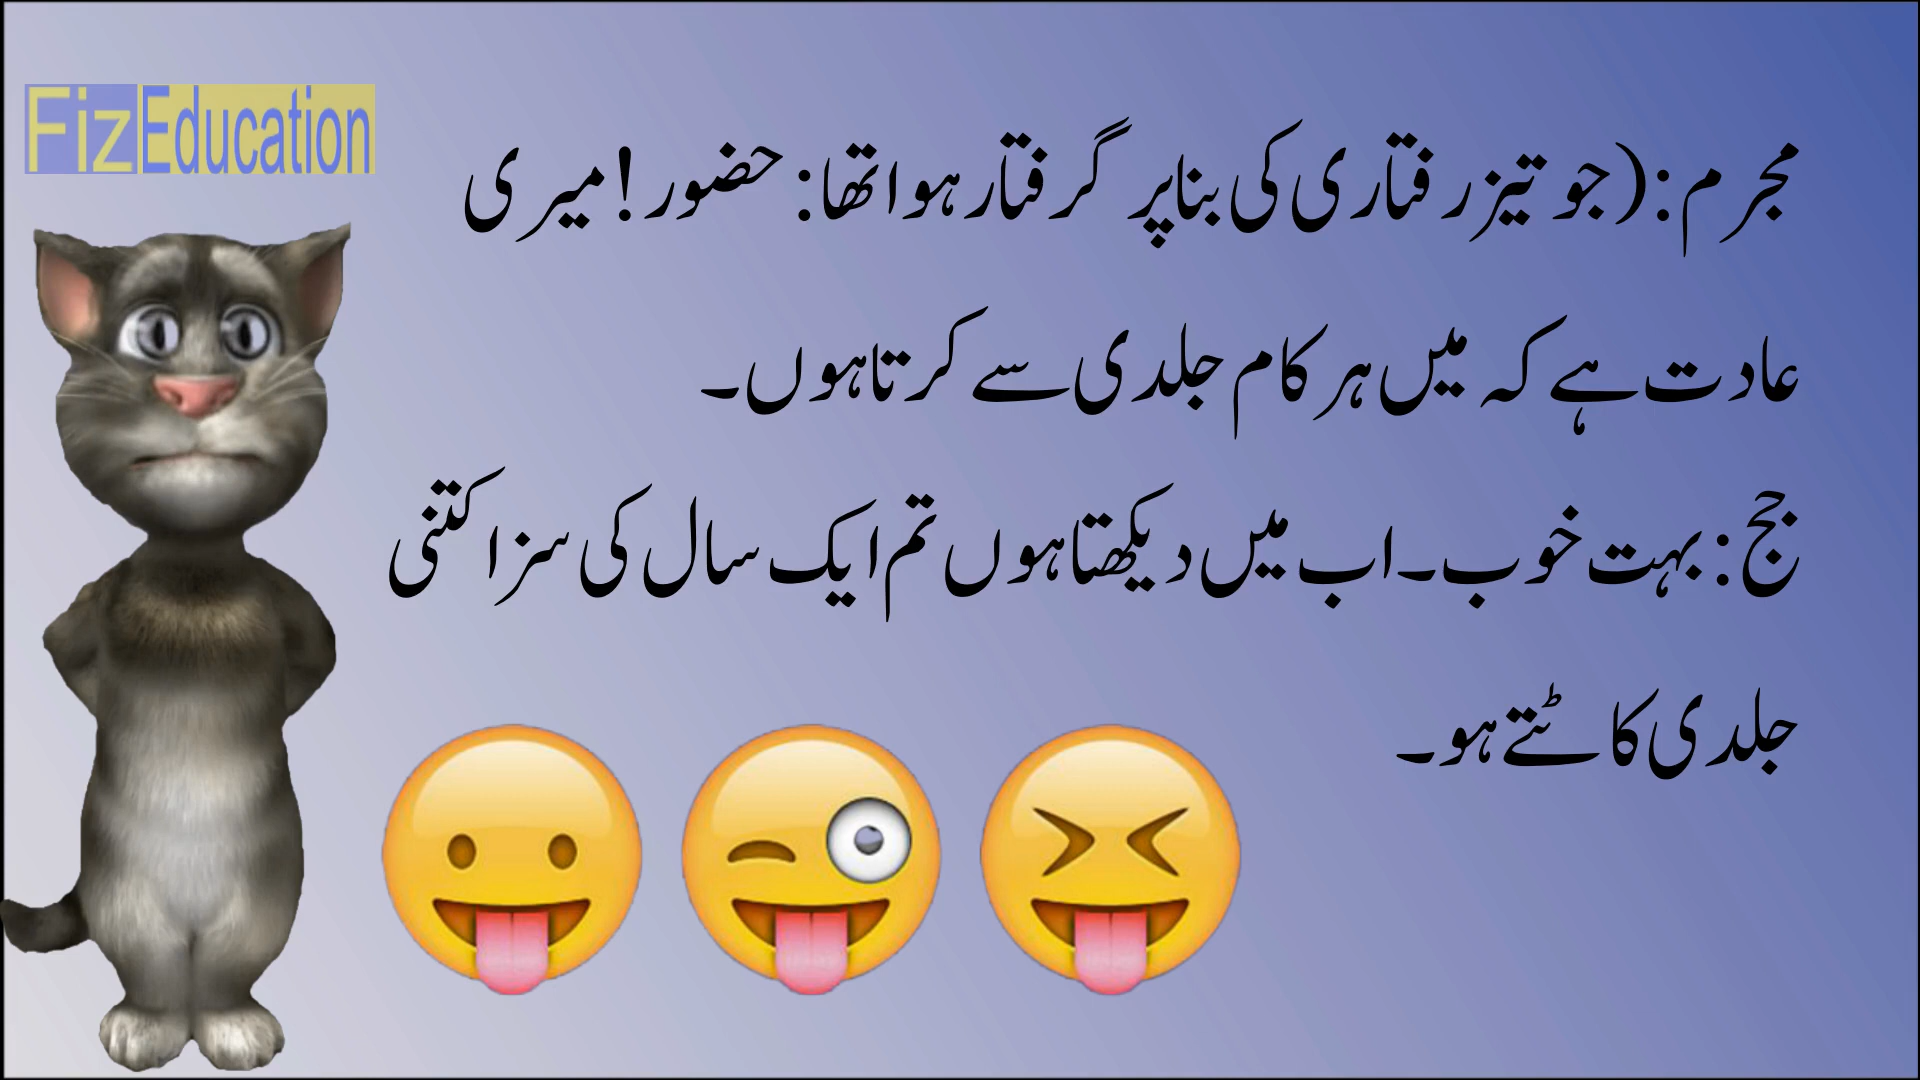 FizEducation
مجرم:(جو تیز رفتاری کی بنا پر گرفتار ہوا تھا: حضور! میری
عادت ہے کہ میں ہر کام جلدی سے کرتا ہوں۔
جج: بہت خوب۔ اب میں دیکھتا ہوں تم ایک سال کی سزا کتنی
جلدی کاٹتے ہو۔